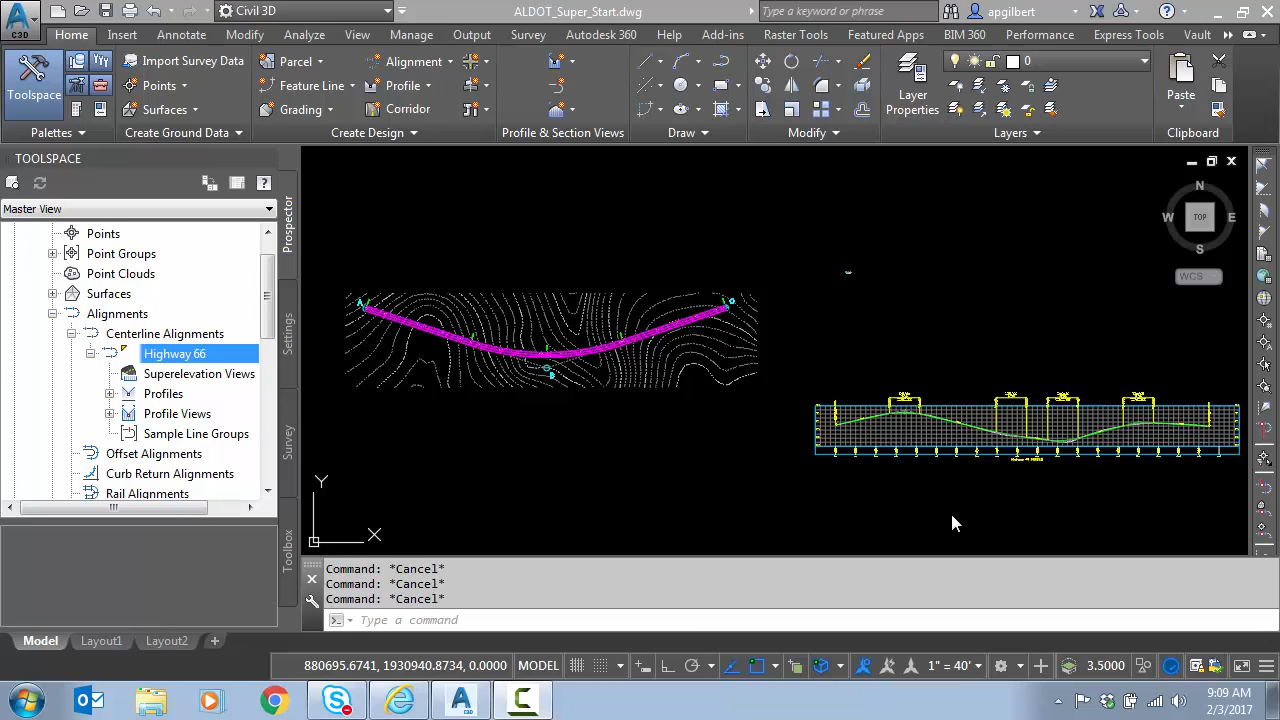 Civil 3D
ALDOT_Super_Start.dwg
Type a keyword or phrase
apgilbert
C3D
Home Insert Annotate Modify Analyze View Manage Output Survey Autodesk 360 Help Add-ins Raster Tools Featured Apps BIM 360 Performance Express Tools Vault
Toolspace
Import Survey Data
Points
Surfaces
Parcel
Feature Line
Grading
Alignment
Profile
Corridor
Layer
Properties
0
Paste
Palettes Create Ground Data Create Design Profile & Section Views Draw Modify Layers Clipboard
TOOLSPACE
Master View
Points
Point Groups
Point Clouds
Surfaces
Alignments
Centerline Alignments
Highway 66
Superelevation Views
Profiles
Profile Views
Sample Line Groups
Offset Alignments
Curb Return Alignments
Rail Alignments
Prospector
Settings
Survey
Toolbox
A
B
N
W TOP E
S
WCS
Y
X
Command: *Cancel*
Command: *Cancel*
Command: *Cancel*
Type a command
Model Layout1 Layout2 +
880695.6741, 1930940.8734, 0.0000 MODEL 1" = 40' 3.5000
9:09 AM
2/3/2017